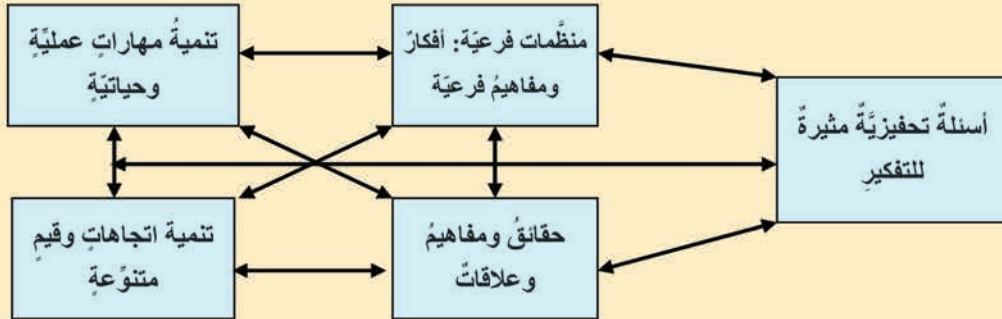 أسئلةٌ تحفيزيَّةٌ مثيرةٌ
للتفكيرِ
منظَّمات فرعيّة: أفكارٌ
ومفاهيمُ فرعيّة
تنميةُ مهاراتٍ عمليَّةٍ
وحياتيّةٍ
حقائقُ ومفاهيمُ
وعلاقاتٌ
تنمية اتجاهاتٍ وقيمٍ
متنوِّعةٍ